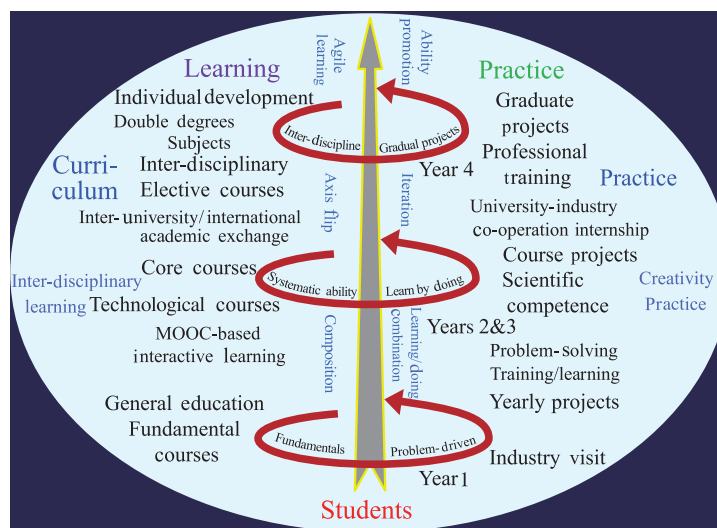 Learning
Individual development
Double degrees
Subjects
Curri-
culum
Inter-disciplinary
Elective courses
Inter-university/international
academic exchange
Core courses
Inter-disciplinary
learning
Technological courses
MOOC-based
interactive learning
General education
Fundamental
courses
Agile
learning
Ability
promotion
Inter-discipline
Gradual projects
Year 4
Axis flip
Iteration
Systematic ability
Learn by doing
Years 2&3
Composition
Learning/doing
combination
Fundamentals
Problem-driven
Year1
Students
Practice
Graduate
projects
Professional
training
Practice
University-industry
co-operation internship
Course projects
Scientific
competence
Creativity
Practice
Problem-solving
Training/learning
Yearly projects
Industry visit